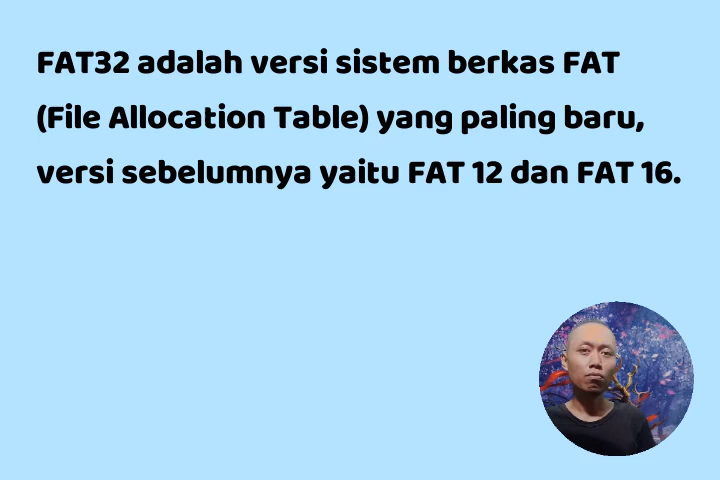 FAT32 adalah versi sistem berkas FAT
(File Allocation Table) yang paling baru,
versi sebelumnya yaitu FAT 12 dan FAT 16.